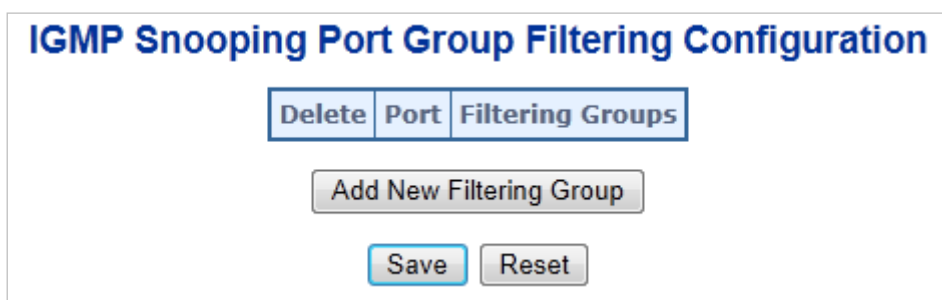 IGMP Snooping Port Group Filtering Configuration
Delete Port Filtering Groups
Add New Filtering Group
Save Reset